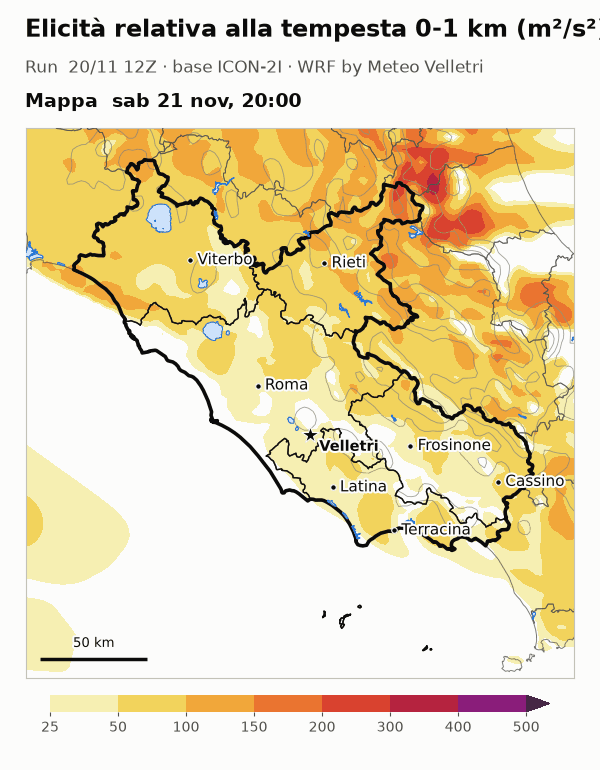 Elicità relativa alla tempesta 0-1 km (m²/s²)
Run  20/11 12Z · base ICON-2I · WRF by Meteo Velletri
Mappa  sab 21 nov, 20:00
Viterbo
Rieti
Roma
Velletri
Frosinone
Cassino
Latina
Terracina
50 km
25 50 100 150 200 300 400 500